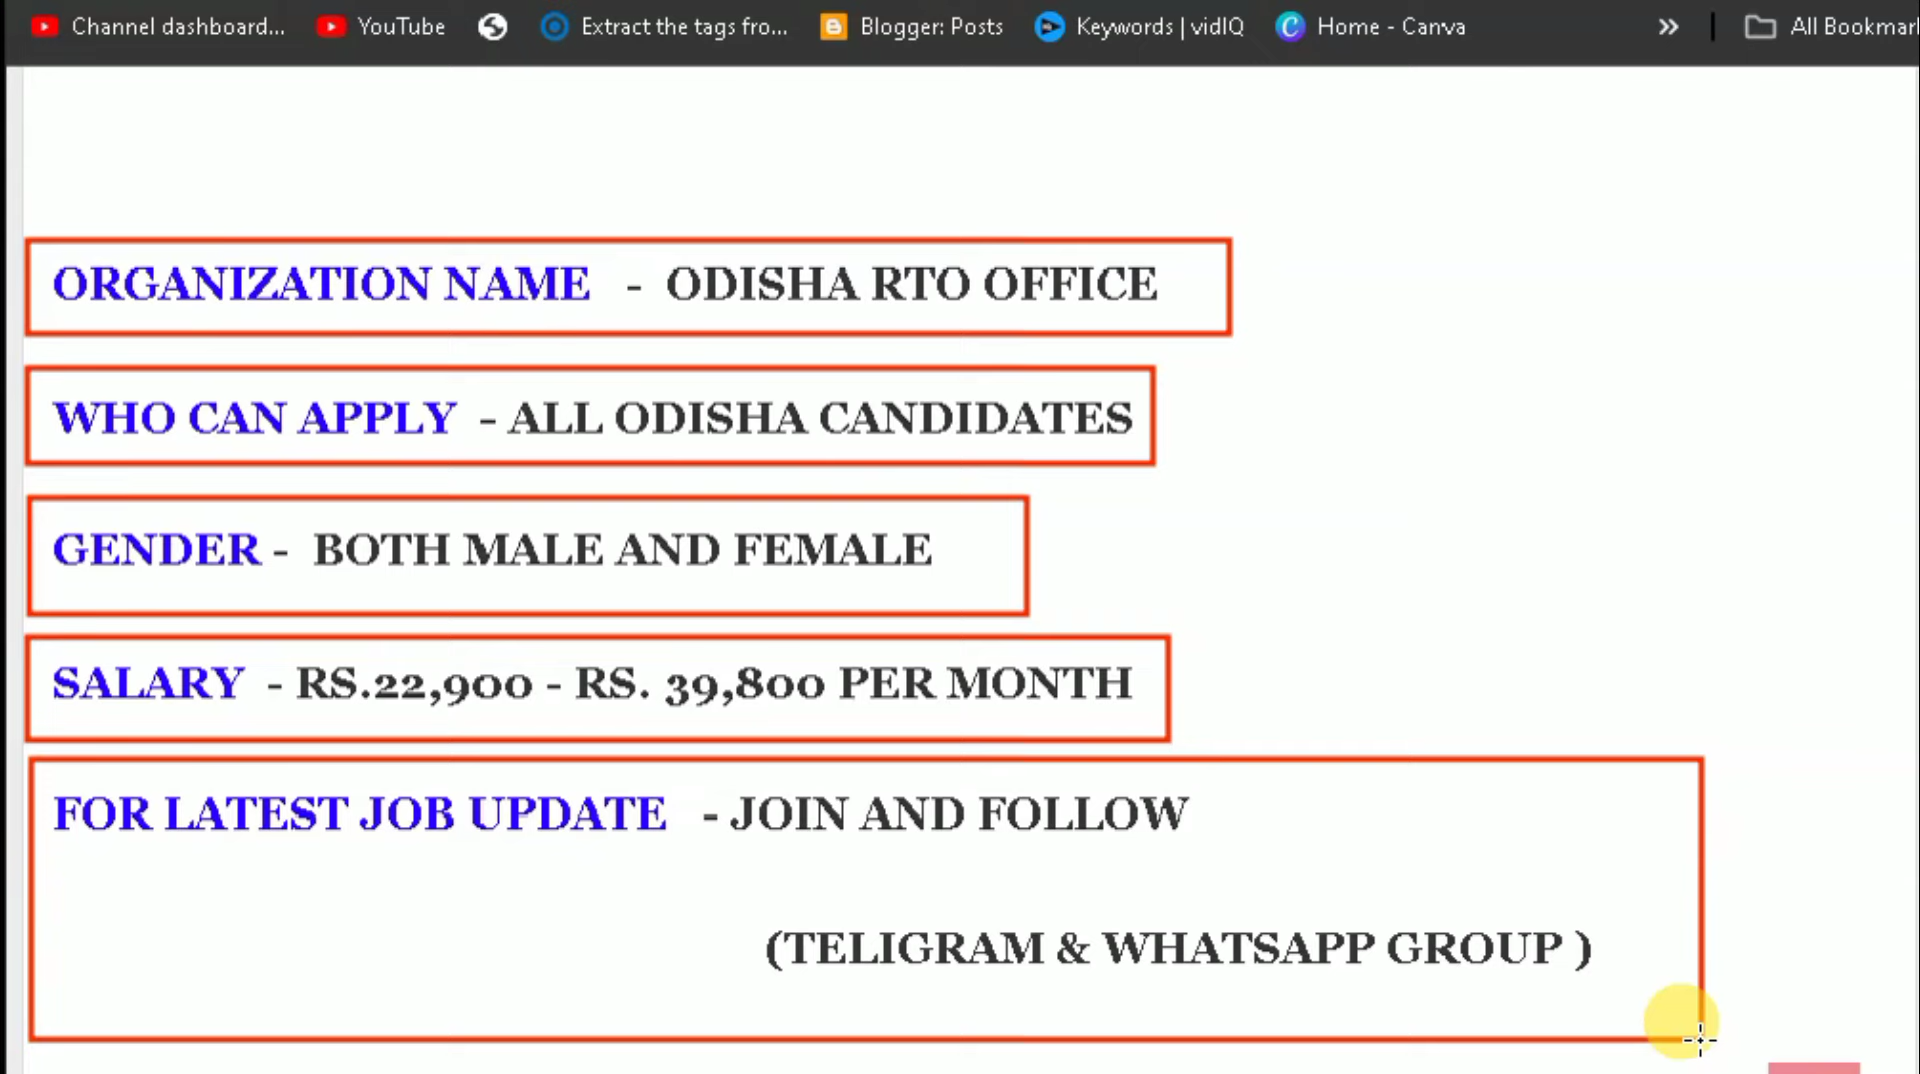 Channel dashboard... YouTube Extract the tags fro... Blogger: Posts Keywords | vidIQ Home - Canva » All Bookmar
ORGANIZATION NAME - ODISHA RTO OFFICE
WHO CAN APPLY - ALL ODISHA CANDIDATES
GENDER - BOTH MALE AND FEMALE
SALARY - RS.22,900 - RS. 39,800 PER MONTH
FOR LATEST JOB UPDATE - JOIN AND FOLLOW
(TELIGRAM & WHATSAPP GROUP )